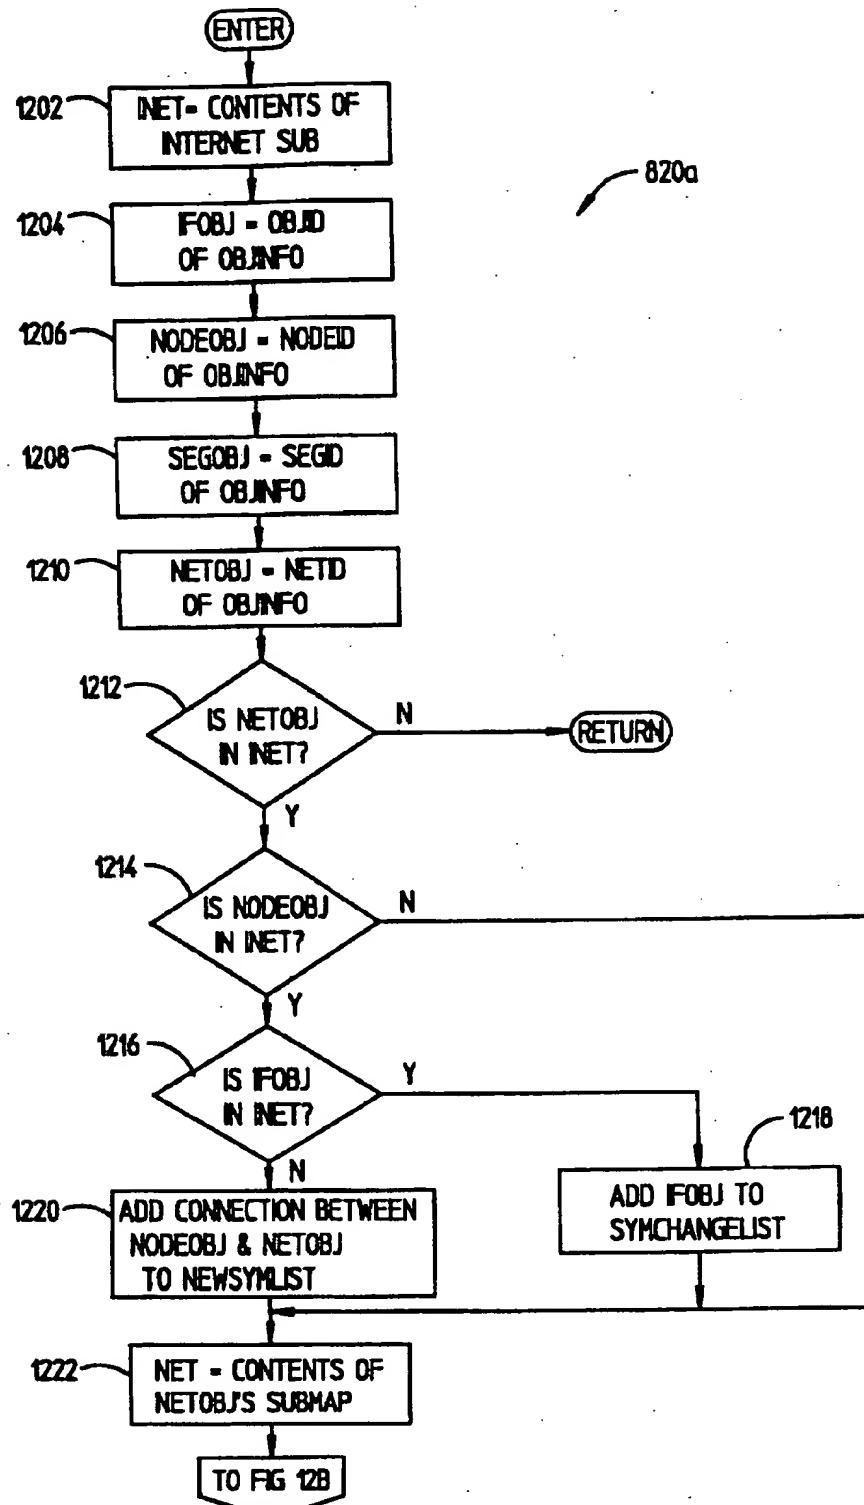 ENTER
1202
INET= CONTENTS OF
INTERNET SUB
820a
1204
IFOBJ = OBJID
OF OBJINFO
1206
NODEOBJ = NODEID
OF OBJINFO
1208
SEGOBJ = SEGID
OF OBJINFO
1210
NETOBJ = NETID
OF OBJINFO
1212
IS NETOBJ
IN INET?
N
RETURN
Y
1214
IS NODEOBJ
IN INET?
N
Y
1216
IS IFOBJ
IN INET?
Y
N
1218
ADD IFOBJ TO
SYMCHANGELIST
1220
ADD CONNECTION BETWEEN
NODEOBJ & NETOBJ
TO NEWSYMLIST
1222
NET = CONTENTS OF
NETOBJ'S SUBMAP
TO FIG 12B